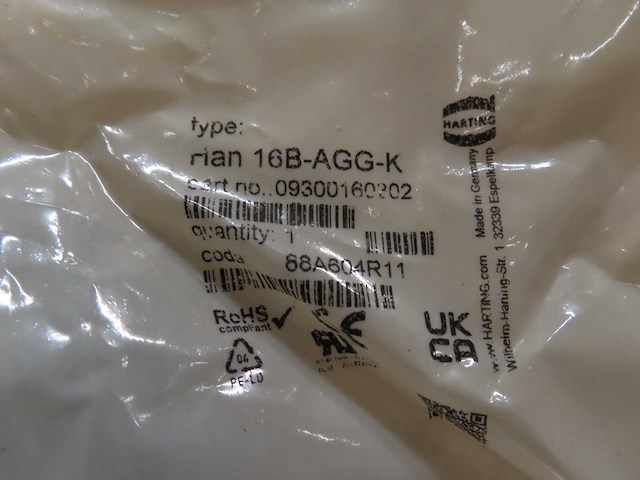 type:
Han 16B-AGG-K
part no.:09300160302
quantity: 1
code 68A604R11
RoHS
compliant
04
PE-LD
UK
CA
HARTING
Made in Germany
www.HARTING.com
Wilhelm-Harting-Str. 1 32339 Espelkamp